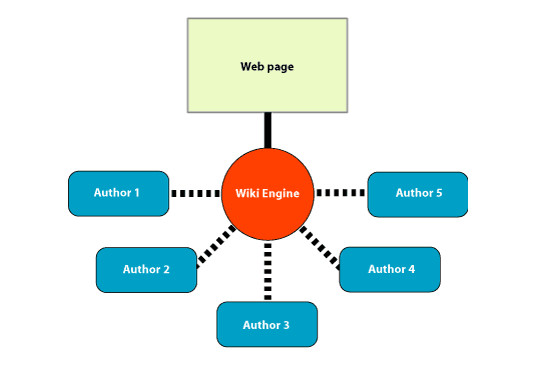 Web page
Wiki Engine
Author 1
Author 5
Author 2
Author 4
Author 3